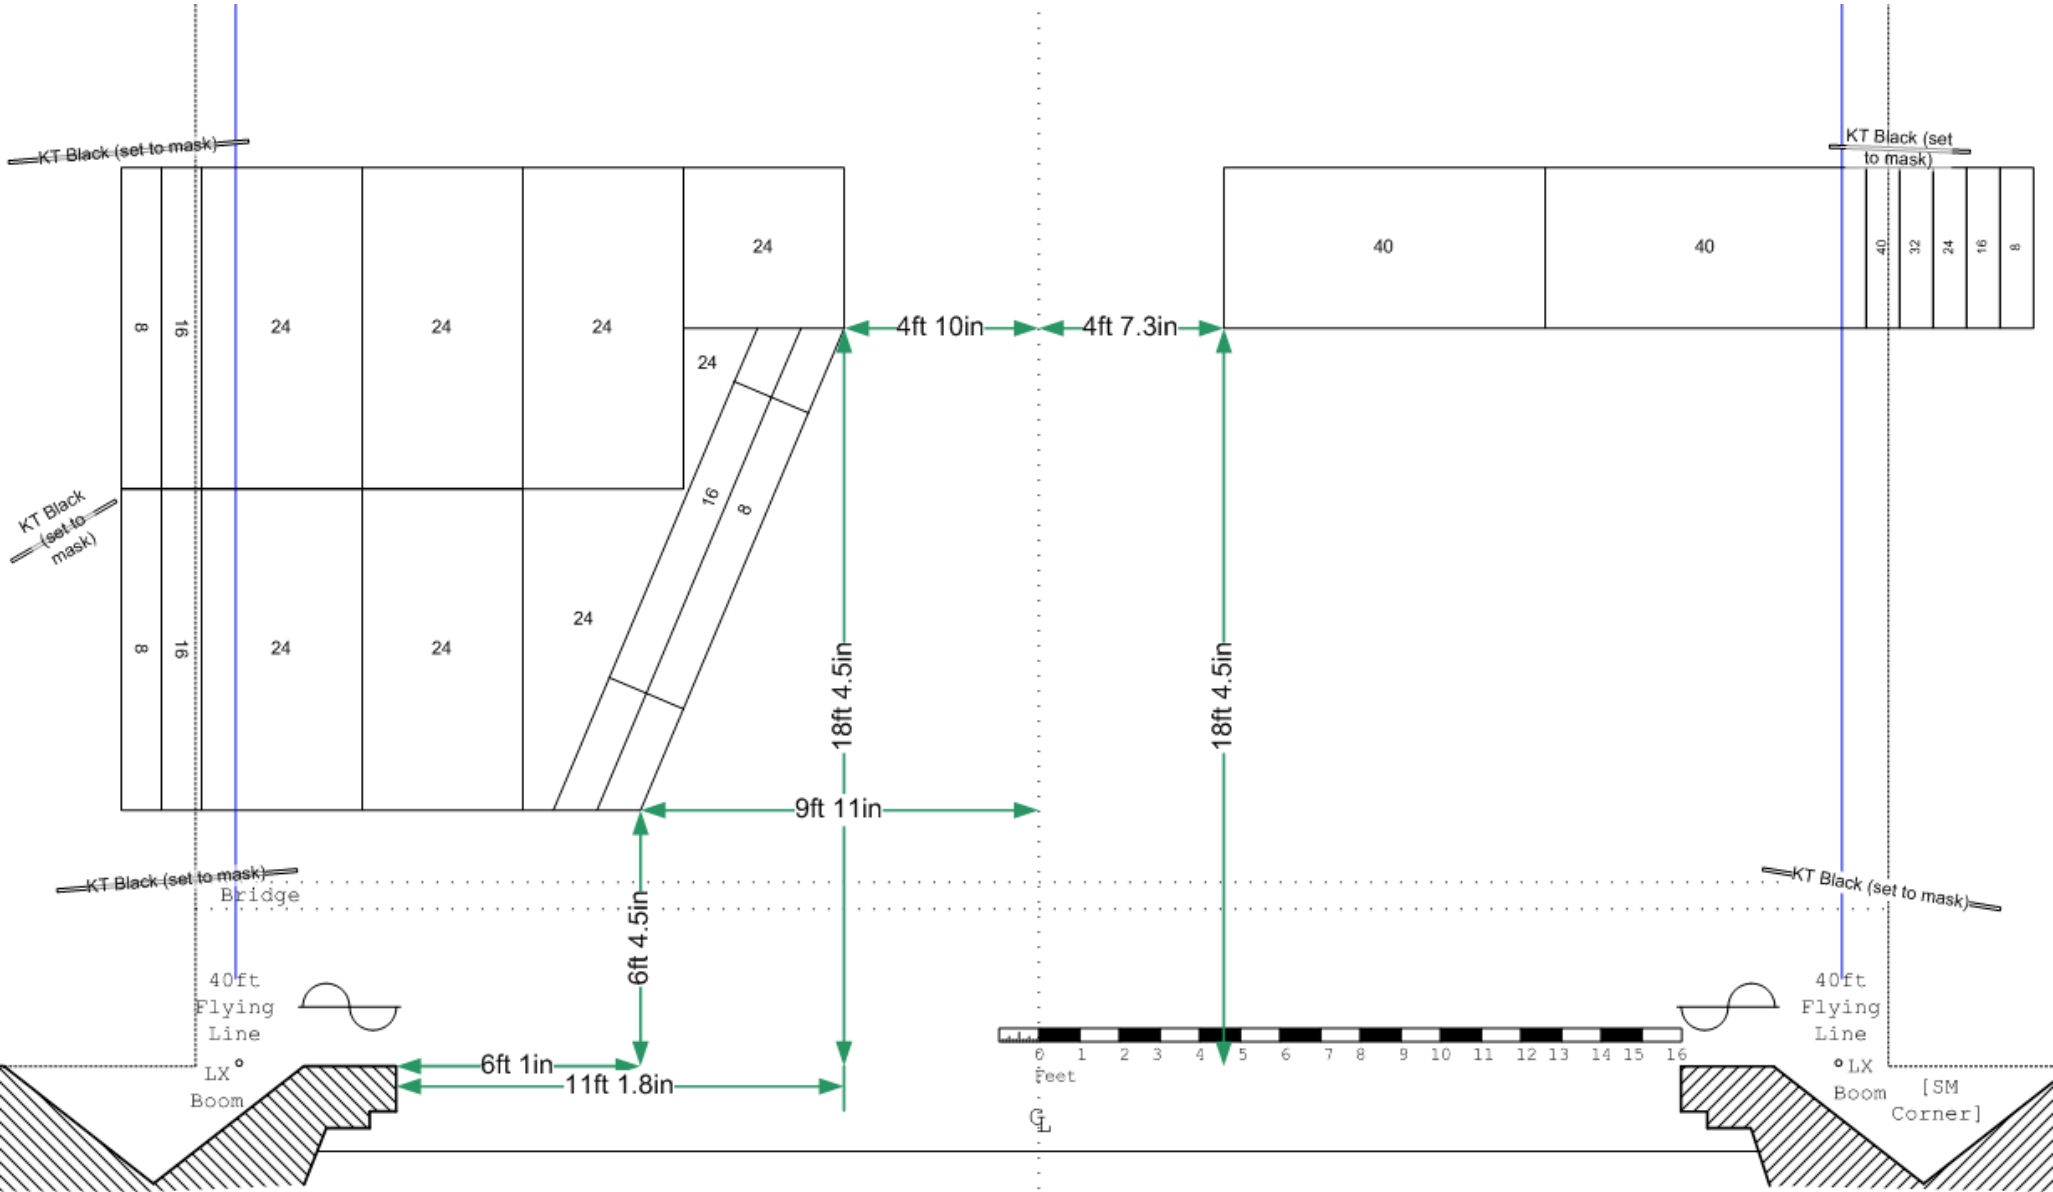 KT Black (set to mask)
KT Black (set
to mask)
24
40
40
40
32
24
16
8
8
16
24
24
24
4ft 10in
4ft 7.3in
24
KT Black
(set to
mask)
16
8
24
8
16
24
24
18ft 4.5in
18ft 4.5in
9ft 11in
KT Black (set to mask)
KT Black (set to mask)
Bridge
6ft 4.5in
40ft
Flying
Line
40ft
Flying
Line
0 1 2 3 4 5 6 7 8 9 10 11 12 13 14 15 16
Feet
6ft 1in
11ft 1.8in
LX
Boom
LX
Boom
[SM
Corner]
CL